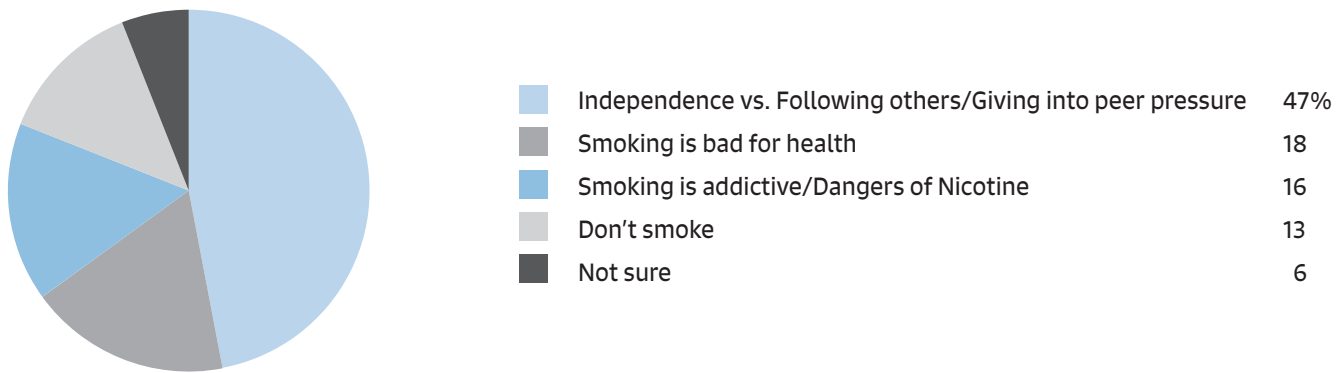 Independence vs. Following others/Giving into peer pressure 47%
Smoking is bad for health 18
Smoking is addictive/Dangers of Nicotine 16
Don't smoke 13
Not sure 6